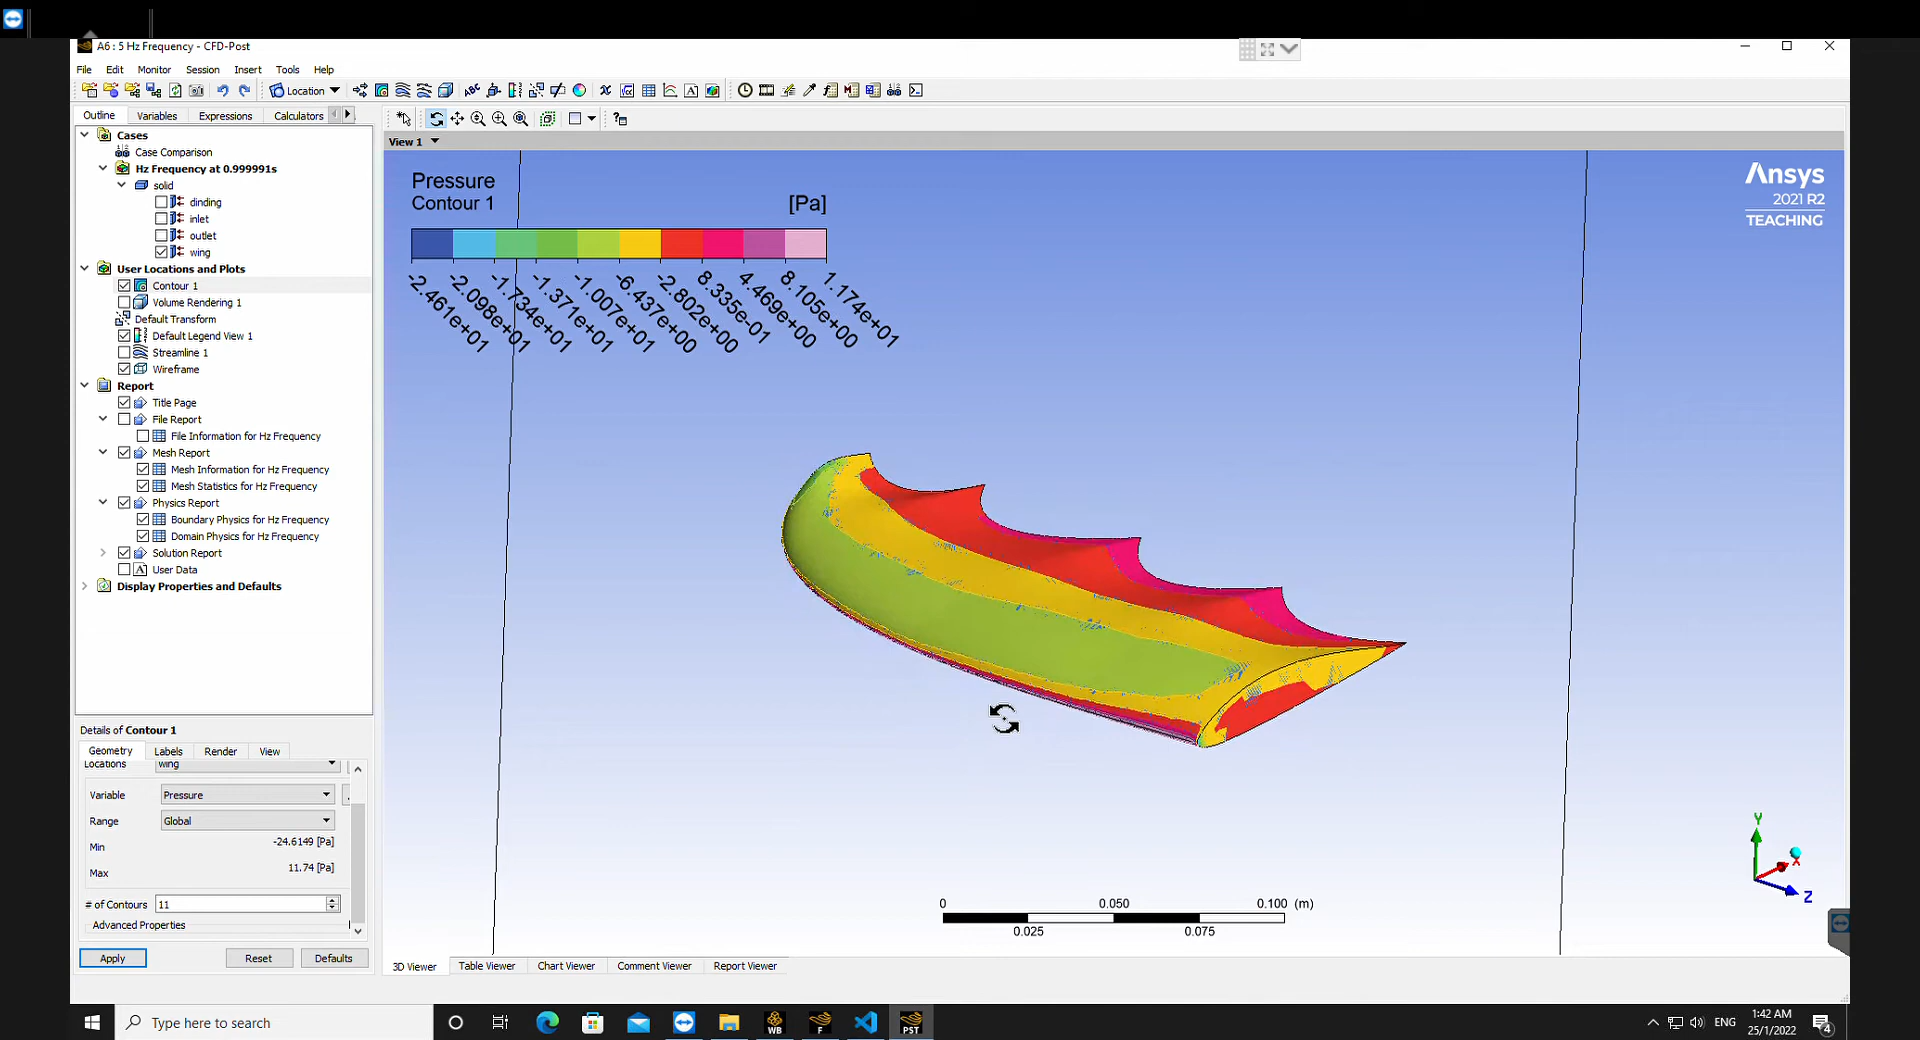 A6 : 5 Hz Frequency - CFD-Post
File Edit Monitor Session Insert Tools Help
Location
Outline Variables Expressions Calculators
Cases
Case Comparison
Hz Frequency at 0.999991s
solid
dinding
inlet
outlet
wing
User Locations and Plots
Contour 1
Volume Rendering 1
Default Transform
Default Legend View 1
Streamline 1
Wireframe
Report
Title Page
File Report
File Information for Hz Frequency
Mesh Report
Mesh Information for Hz Frequency
Mesh Statistics for Hz Frequency
Physics Report
Boundary Physics for Hz Frequency
Domain Physics for Hz Frequency
Solution Report
User Data
Display Properties and Defaults
Details of Contour 1
Geometry Labels Render View
Locations wing
Variable Pressure
Range Global
Min -24.6149 [Pa]
Max 11.74 [Pa]
# of Contours 11
Advanced Properties
Apply Reset Defaults
View 1
Pressure
Contour 1 [Pa]
-2.461e+01
-2.098e+01
-1.734e+01
-1.371e+01
-1.007e+01
-6.437e+00
-2.802e+00
8.335e-01
4.469e+00
8.105e+00
1.174e+01
Ansys
2021 R2
TEACHING
Y
X
Z
0 0.050 0.100 (m)
0.025 0.075
3D Viewer Table Viewer Chart Viewer Comment Viewer Report Viewer
Type here to search
WB F PST
ENG
1:42 AM
25/1/2022
4